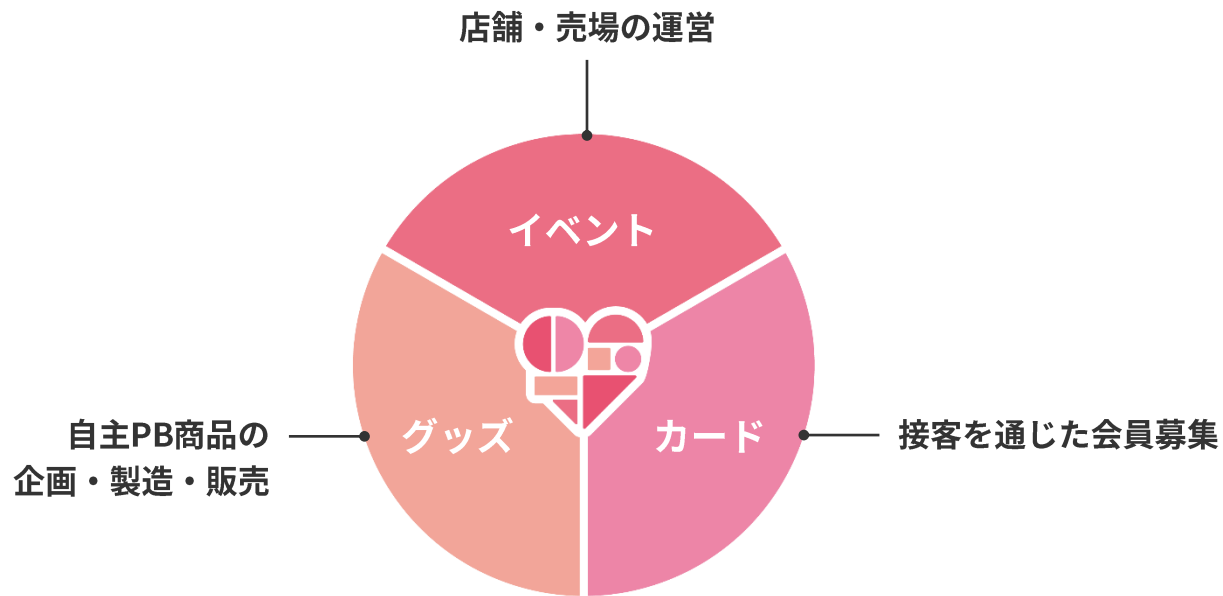 店舗・売場の運営
イベント
グッズ
カード
自主PB商品の
企画・製造・販売
接客を通じた会員募集